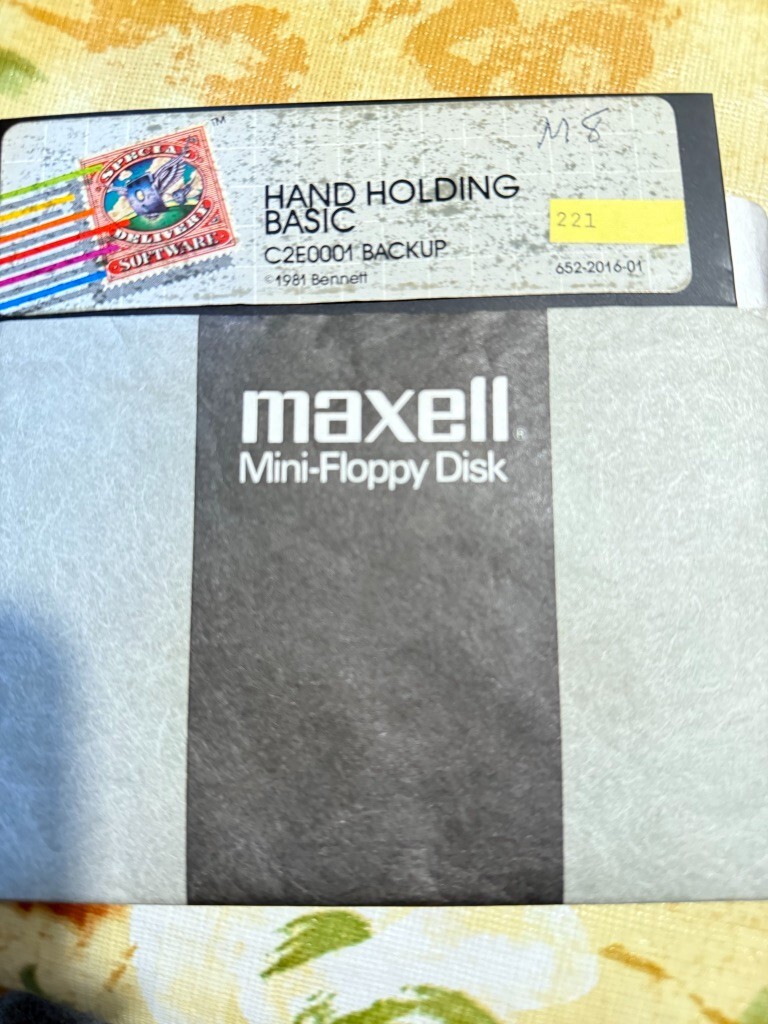 SPECIAL
DELIVERY
SOFTWARE
TM
M 8
HAND HOLDING
BASIC
221
C2E0001 BACKUP
© 1981 Bennett
652-2016-01
maxell®
Mini-Floppy Disk